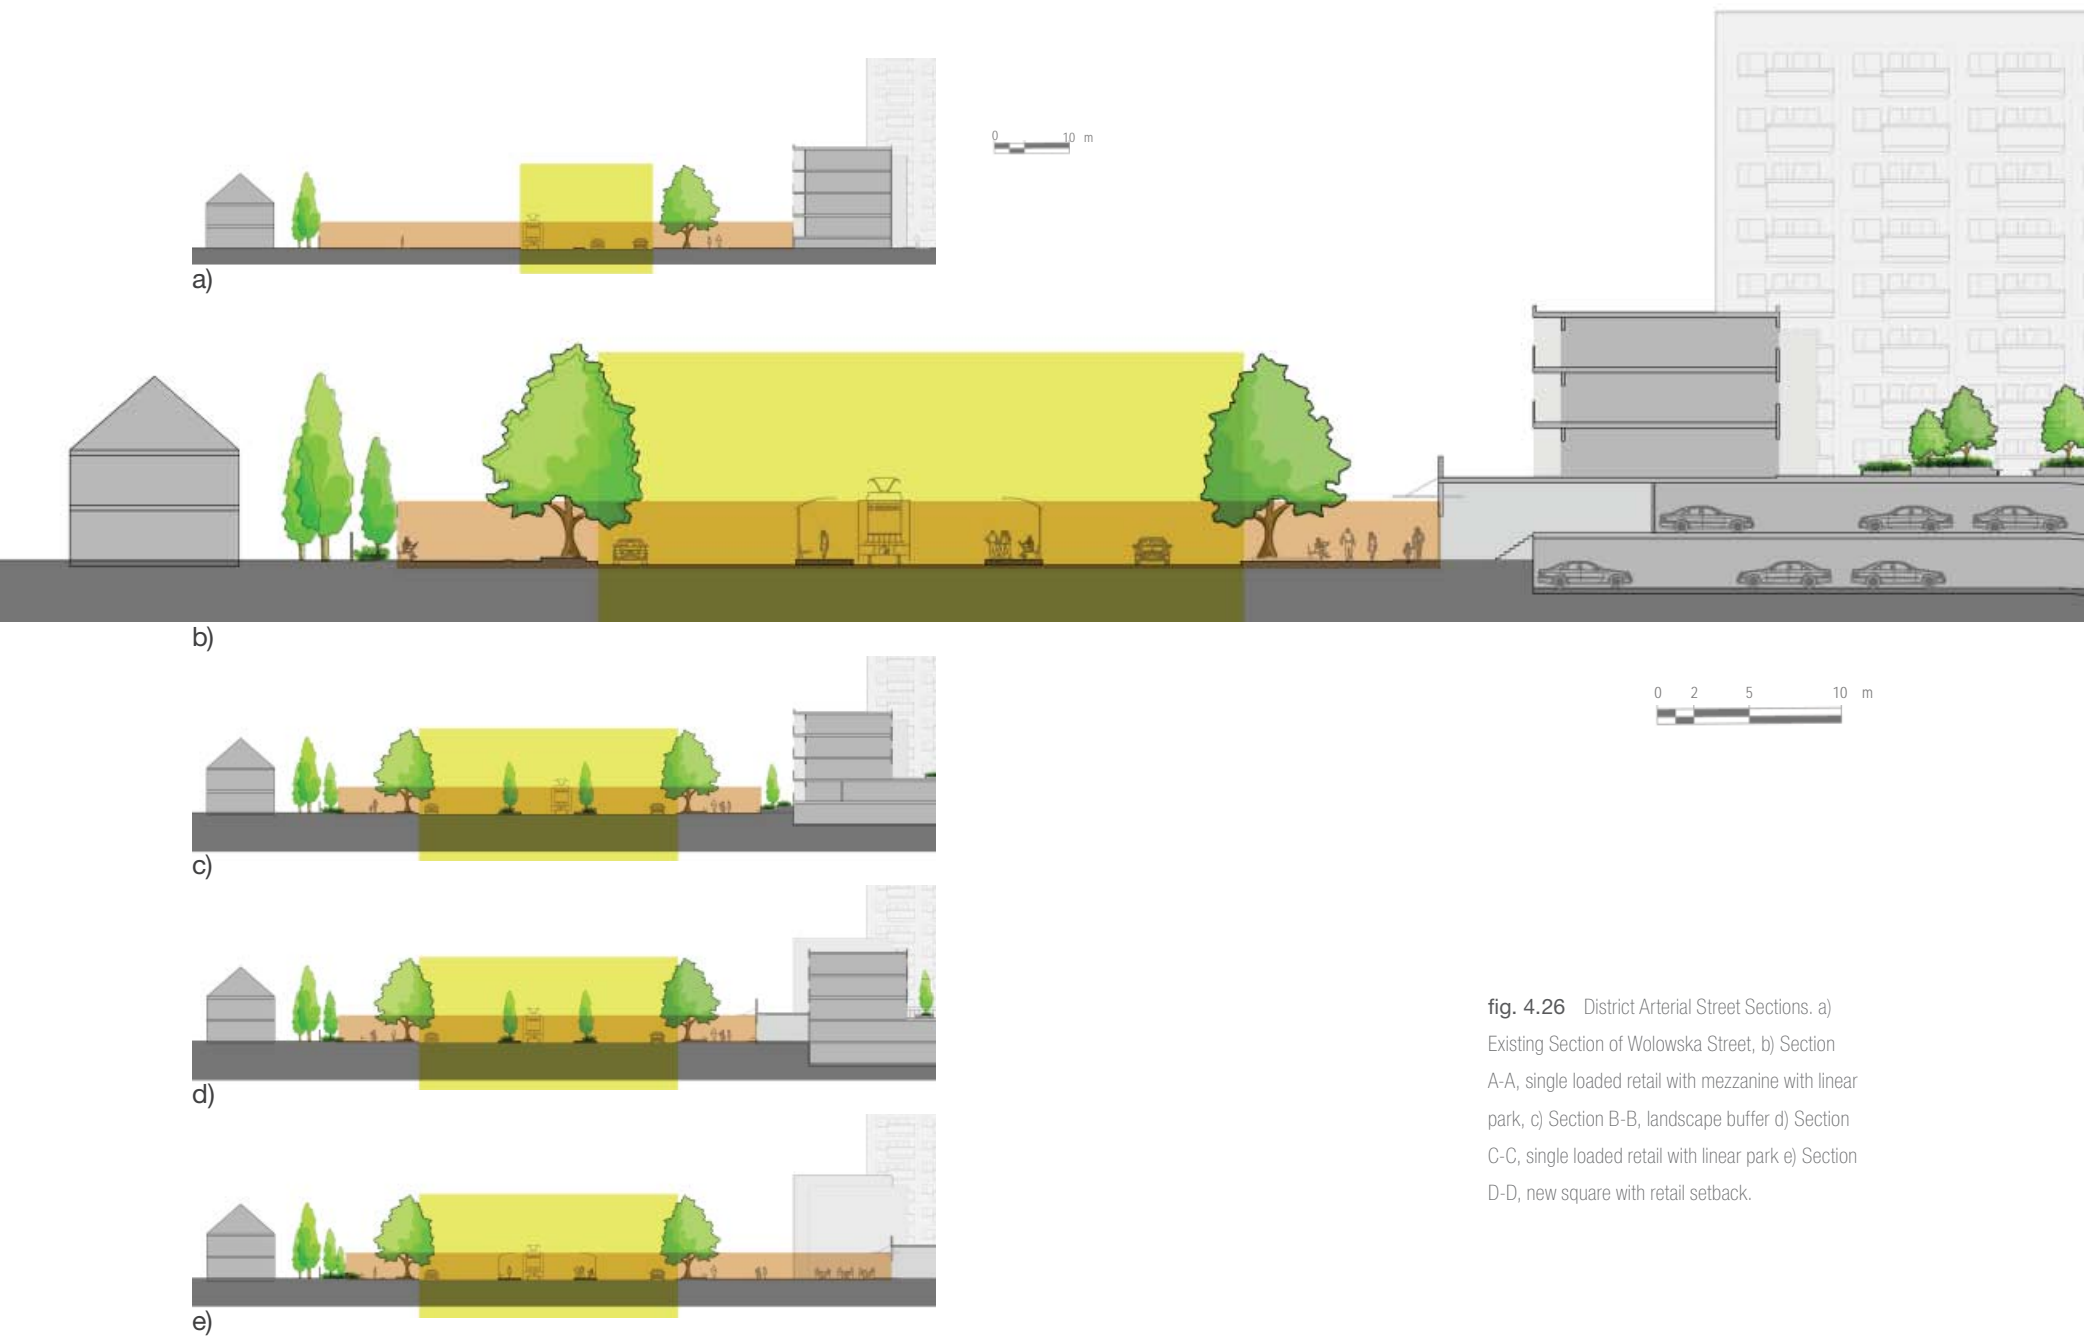 0 10 m
a)
b)
0 2 5 10 m
c)
d)
fig. 4.26 District Arterial Street Sections. a)
Existing Section of Wolowska Street, b) Section
A-A, single loaded retail with mezzanine with linear
park, c) Section B-B, landscape buffer d) Section
C-C, single loaded retail with linear park e) Section
D-D, new square with retail setback.
e)